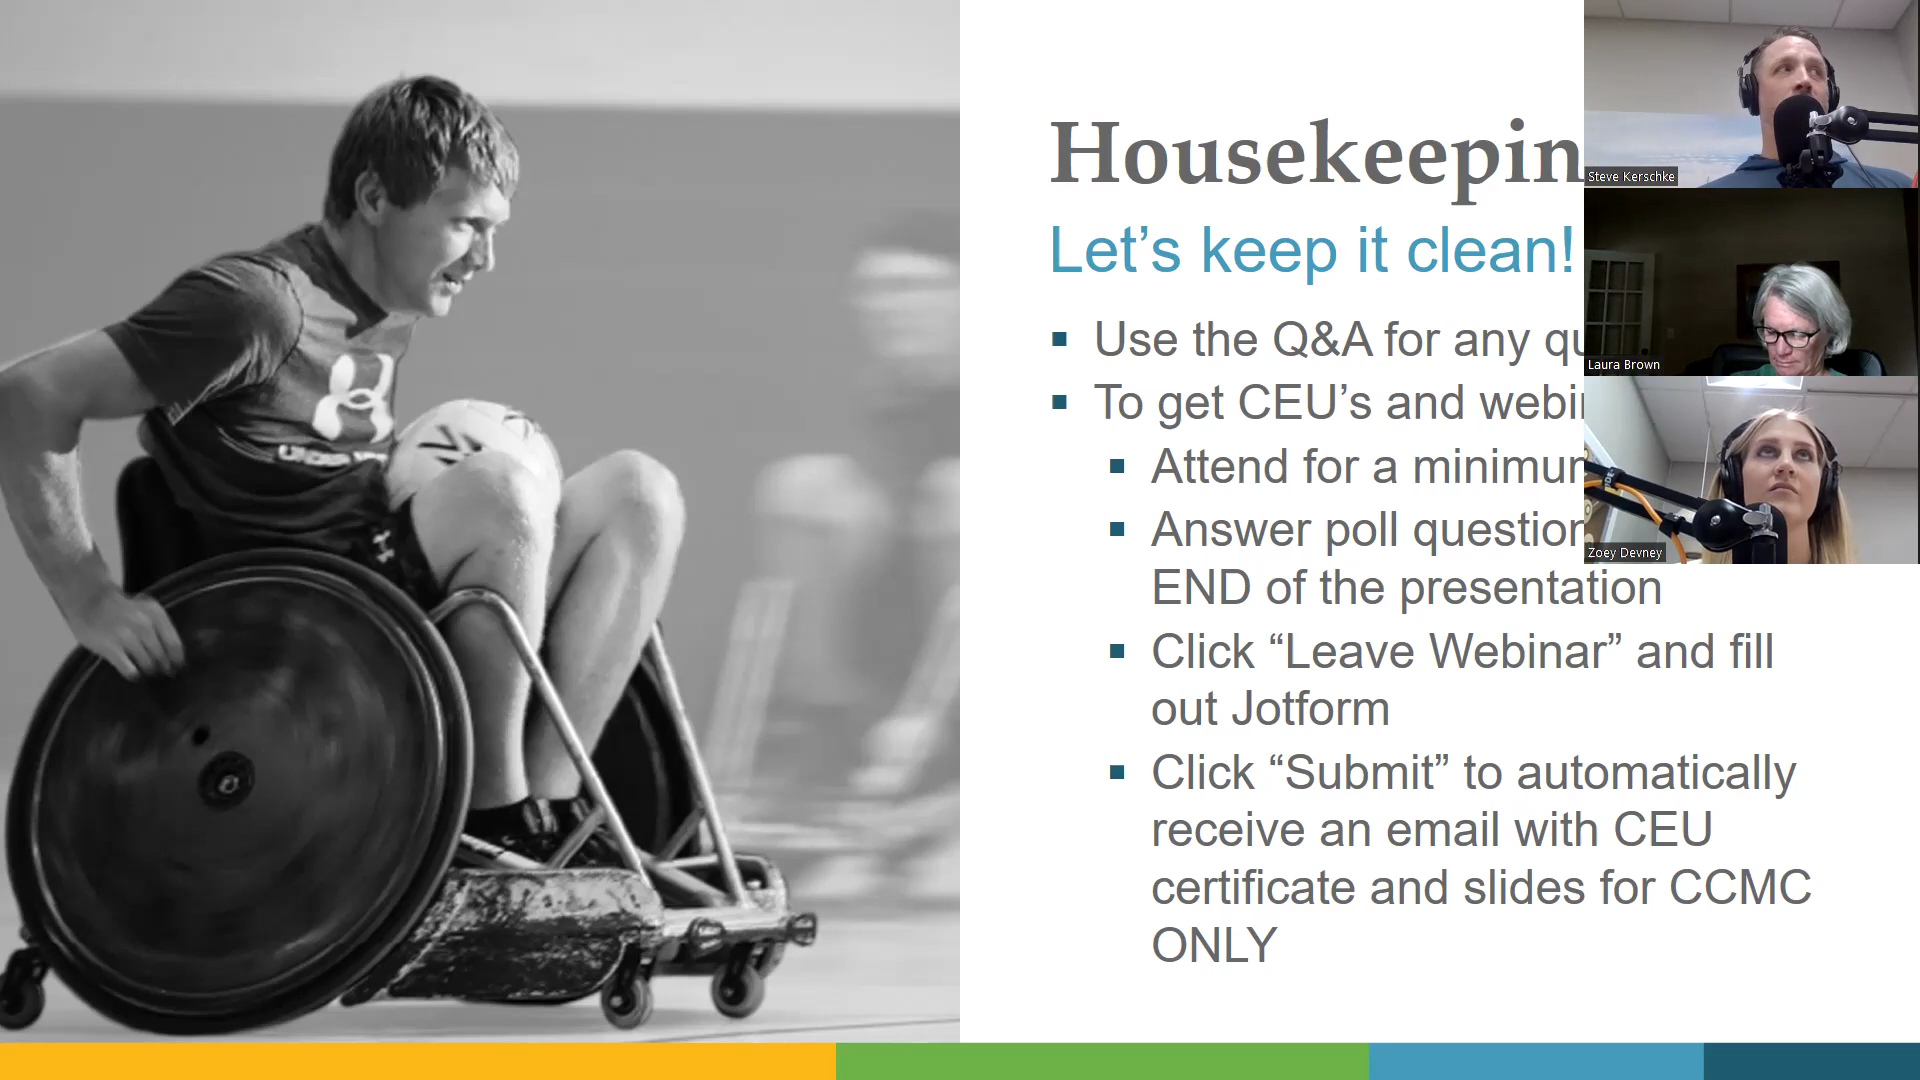 Housekeepin
Let’s keep it clean!
Use the Q&A for any qu
To get CEU’s and webi
Attend for a minimu
Answer poll question
END of the presentation
Click “Leave Webinar” and fill
out Jotform
Click “Submit” to automatically
receive an email with CEU
certificate and slides for CCMC
ONLY
Steve Kerschke
Laura Brown
Zoey Devney